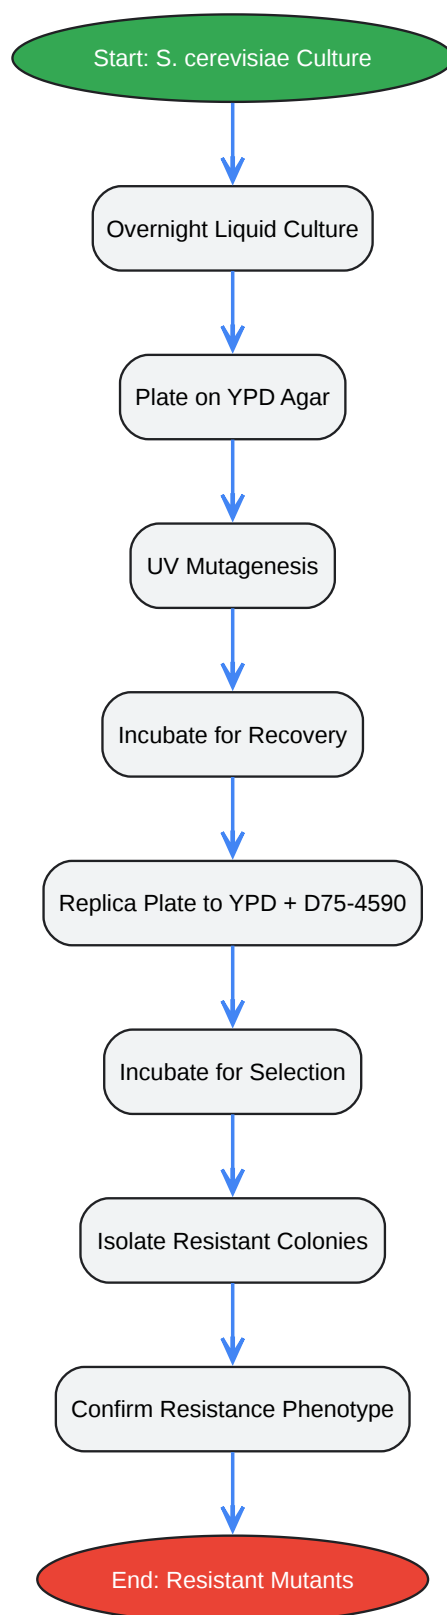 Start: S. cerevisiae Culture
Overnight Liquid Culture
Plate on YPD Agar
UV Mutagenesis
Incubate for Recovery
Replica Plate to YPD + D75-4590
Incubate for Selection
Isolate Resistant Colonies
Confirm Resistance Phenotype
End: Resistant Mutants